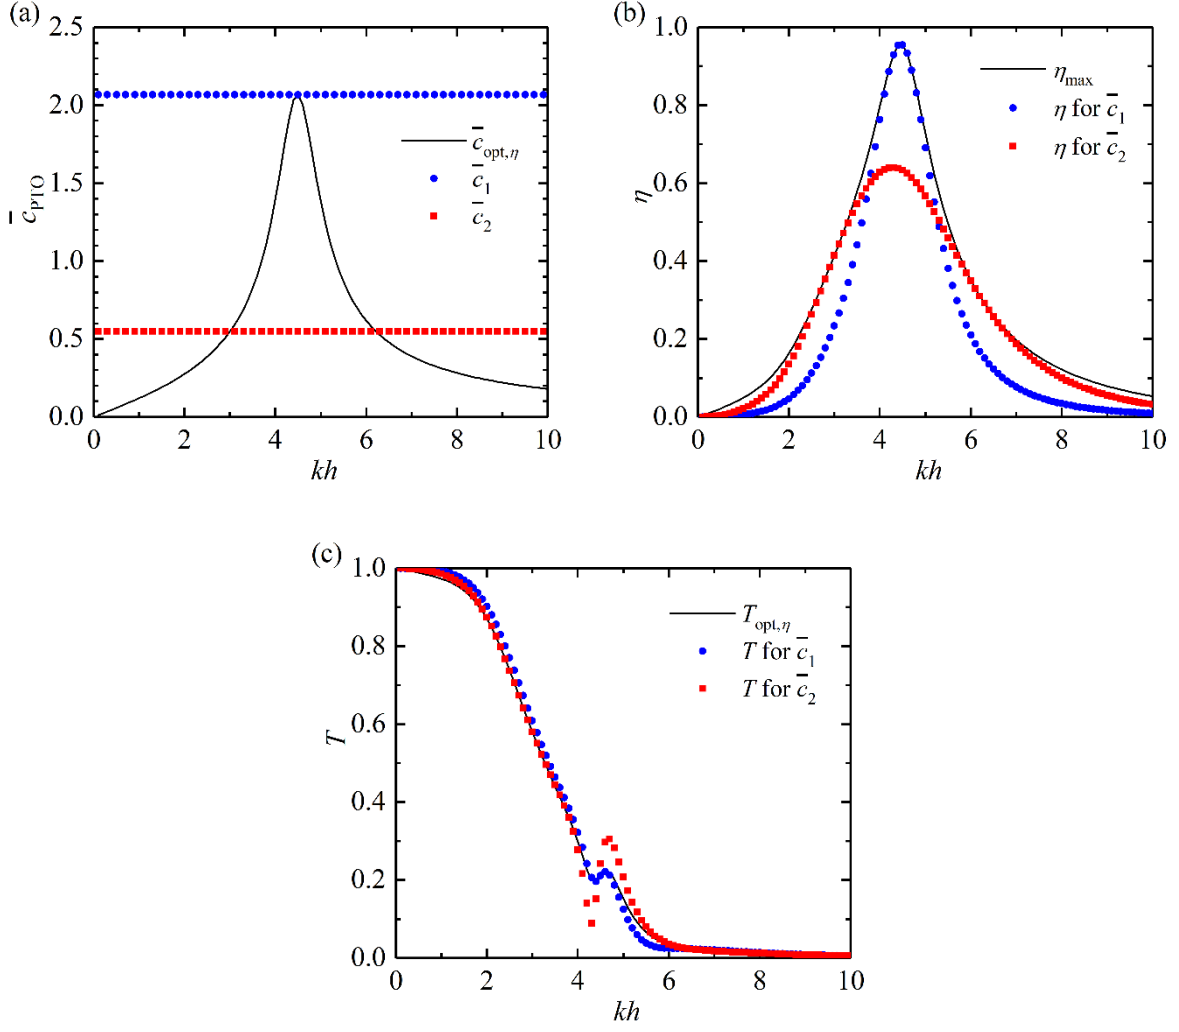 (a)
2.5
2.0
1.5
1.0
0.5
0.0
c̅PTO
c̅opt,η
c̅1
c̅2
0 2 4 6 8 10
kh
(b)
1.0
0.8
0.6
0.4
0.2
0.0
η
ηmax
η for c̅1
η for c̅2
0 2 4 6 8 10
kh
(c)
1.0
0.8
0.6
0.4
0.2
0.0
T
Topt,η
T for c̅1
T for c̅2
0 2 4 6 8 10
kh